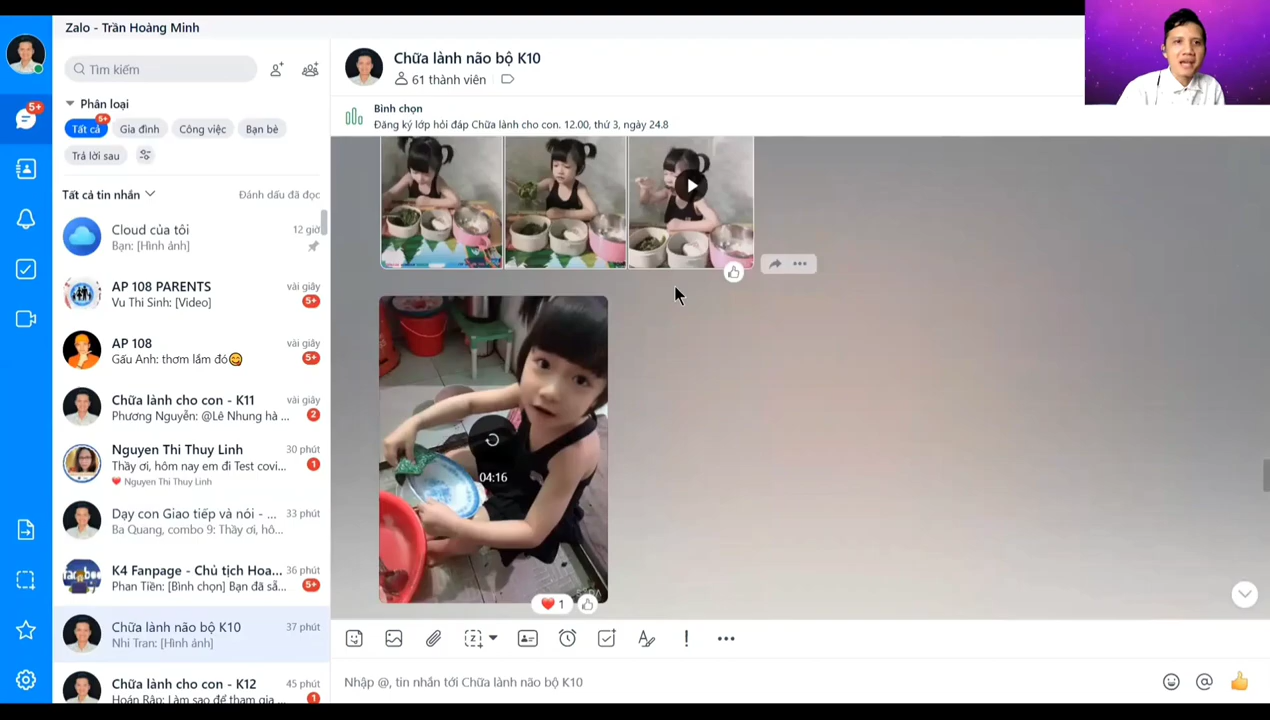 Zalo - Trần Hoàng Minh
Tìm kiếm
Phân loại
5+
5+
Tất cả
Gia đình
Công việc
Bạn bè
Trả lời sau
Tất cả tin nhắn
Đánh dấu đã đọc
Cloud của tôi
12 giờ
Bạn: [Hình ảnh]
AP 108 PARENTS
vài giây
Vu Thi Sinh: [Video]
5+
AP 108
vài giây
Gấu Anh: thơm lắm đó😋
5+
Chữa lành cho con - K11
vài giây
Phương Nguyễn: @Lê Nhung hà ...
2
Nguyen Thi Thuy Linh
30 phút
Thầy ơi, hôm nay em đi Test covi...
1
❤️ Nguyen Thi Thuy Linh
Dạy con Giao tiếp và nói - ...
33 phút
Ba Quang, combo 9: Thầy ơi, hô...
K4 Fanpage - Chủ tịch Hoa...
36 phút
Phan Tiền: [Bình chọn] Bạn đã sẵ...
5+
Chữa lành não bộ K10
37 phút
Nhi Tran: [Hình ảnh]
Chữa lành cho con - K12
45 phút
Hoán Rập: Làm sao để tham gia ...
1
Chữa lành não bộ K10
61 thành viên
Bình chọn
Đăng ký lớp hỏi đáp Chữa lành cho con. 12.00, thứ 3, ngày 24.8
04:16
❤️ 1
Nhập @, tin nhắn tới Chữa lành não bộ K10